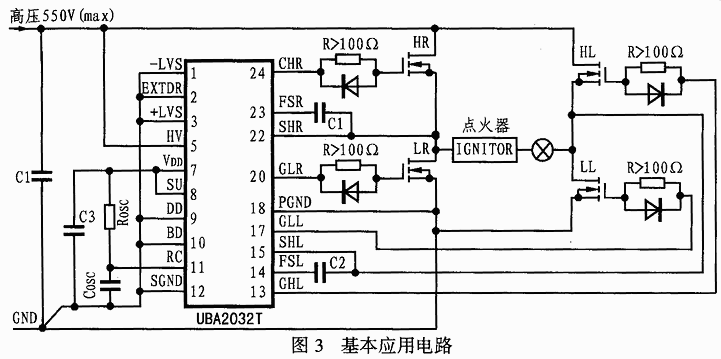 高压550V(max)
HR
HL
R>100Ω
R>100Ω
-LVS 1
24 CHR
EXTDR 2
+LVS 3
23 FSR
C1
HV 5
22 SHR
点火器
IGNITOR
LR
LL
R>100Ω
R>100Ω
VDD 7
20 GLR
C1
SU 8
18 PGND
C3
ROSC
DD 9
17 GLL
BD 10
15 SHL
RC 11
14 FSL
C2
COSC
SGND 12
13 GHL
GND
UBA2032T
图 3 基本应用电路